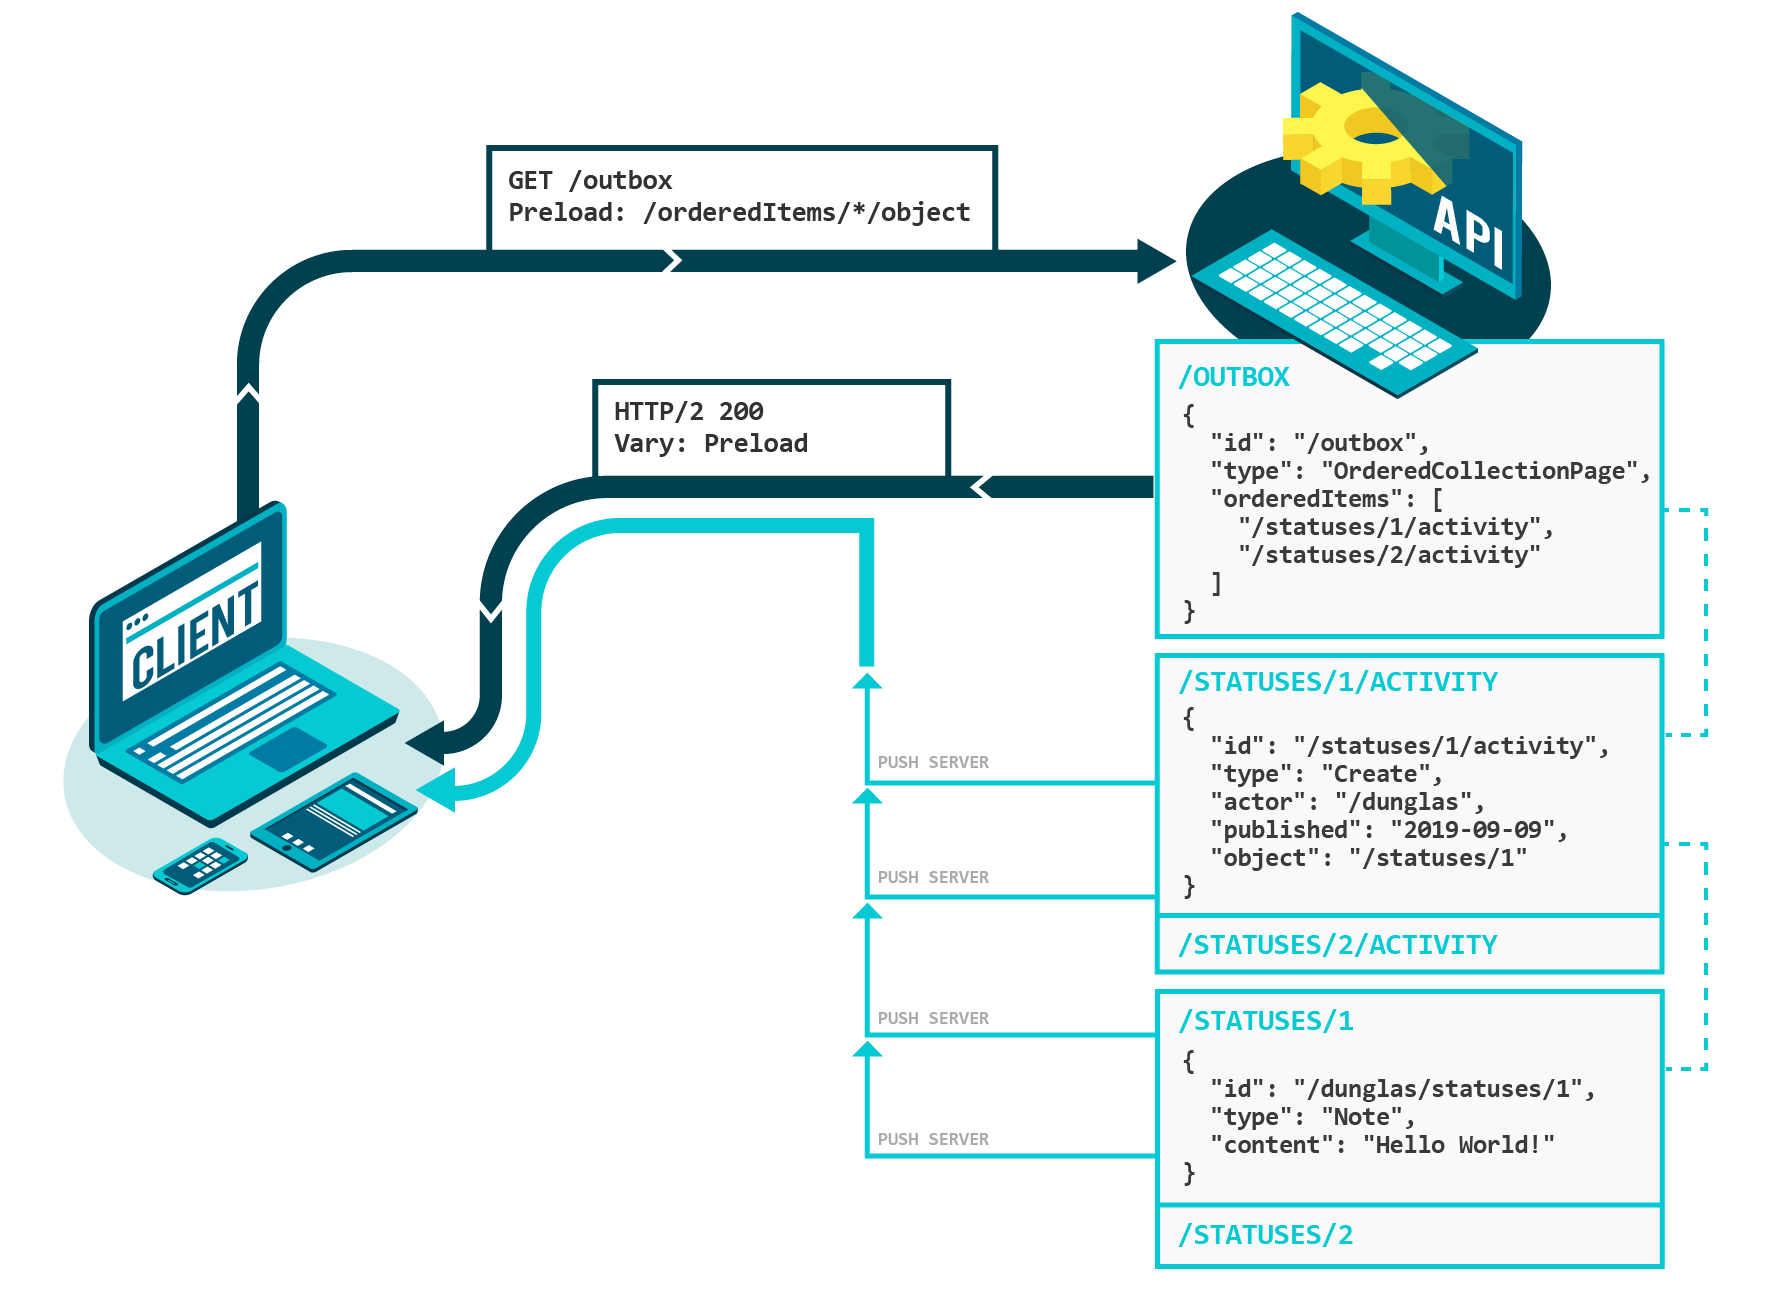 GET /outbox
Preload: /orderedItems/*/object
API
HTTP/2 200
Vary: Preload
CLIENT
/OUTBOX
{
  "id": "/outbox",
  "type": "OrderedCollectionPage",
  "orderedItems": [
    "/statuses/1/activity",
    "/statuses/2/activity"
  ]
}
/STATUSES/1/ACTIVITY
{
  "id": "/statuses/1/activity",
  "type": "Create",
  "actor": "/dunglas",
  "published": "2019-09-09",
  "object": "/statuses/1"
}
/STATUSES/2/ACTIVITY
/STATUSES/1
{
  "id": "/dunglas/statuses/1",
  "type": "Note",
  "content": "Hello World!"
}
/STATUSES/2
PUSH SERVER
PUSH SERVER
PUSH SERVER
PUSH SERVER